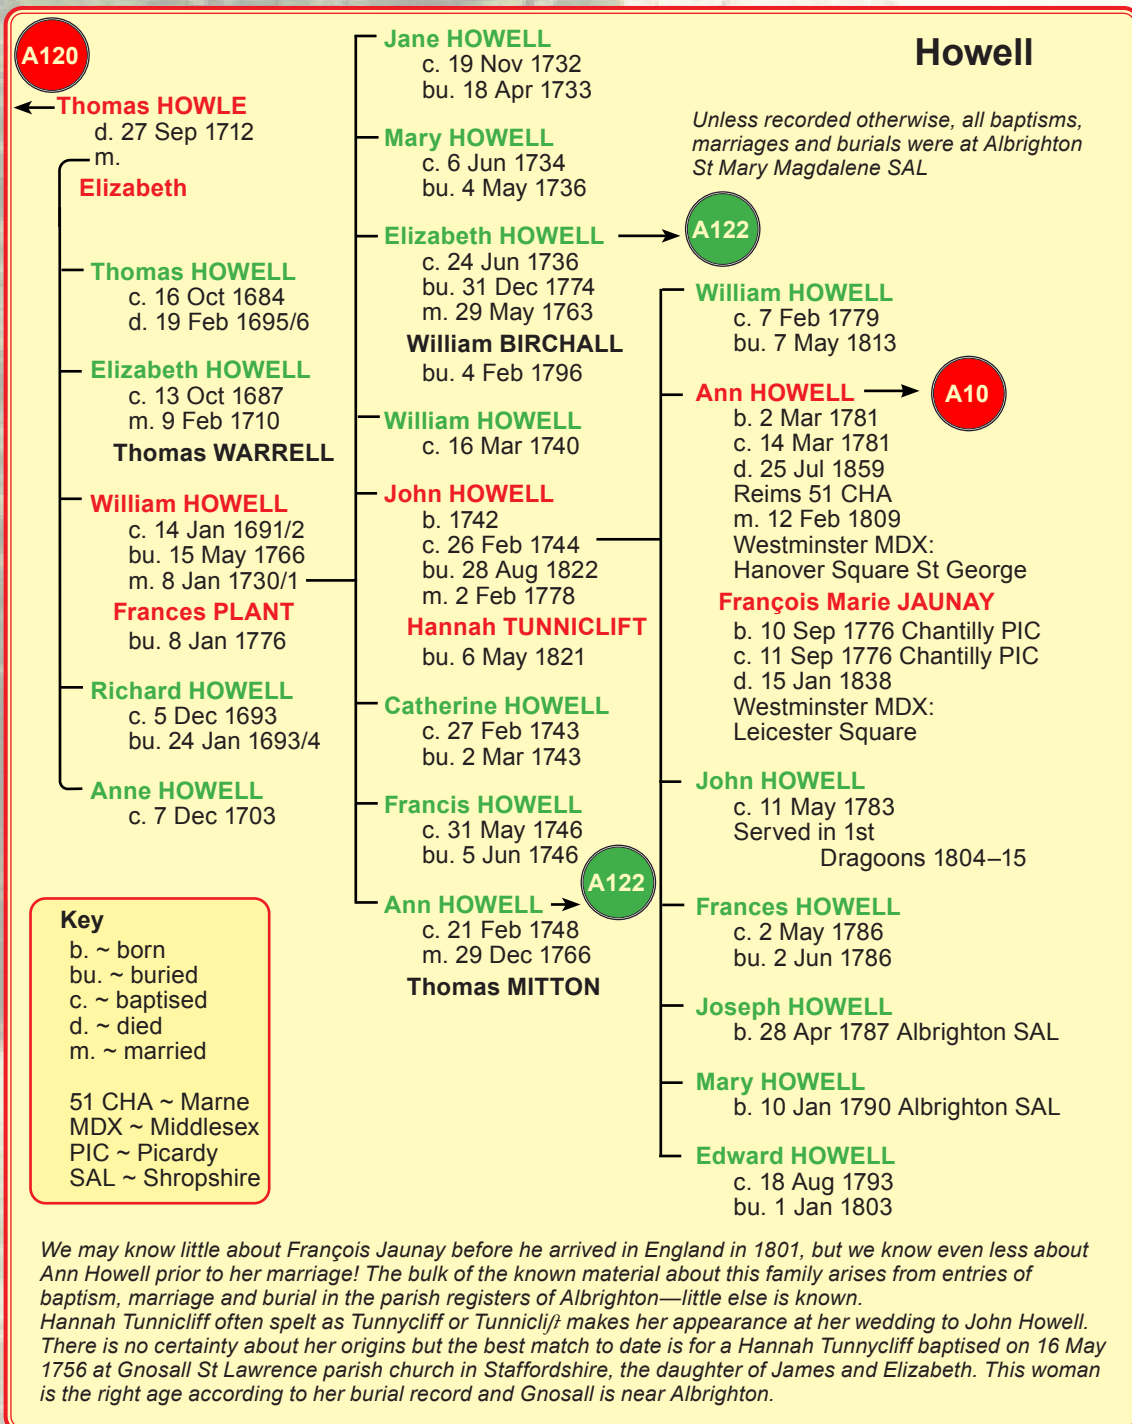 A120
Howell
Thomas HOWLE
d. 27 Sep 1712
m.
Elizabeth
Thomas HOWELL
c. 16 Oct 1684
d. 19 Feb 1695/6
Elizabeth HOWELL
c. 13 Oct 1687
m. 9 Feb 1710
Thomas WARRELL
William HOWELL
c. 14 Jan 1691/2
bu. 15 May 1766
m. 8 Jan 1730/1
Frances PLANT
bu. 8 Jan 1776
Richard HOWELL
c. 5 Dec 1693
bu. 24 Jan 1693/4
Anne HOWELL
c. 7 Dec 1703
Jane HOWELL
c. 19 Nov 1732
bu. 18 Apr 1733
Mary HOWELL
c. 6 Jun 1734
bu. 4 May 1736
Elizabeth HOWELL
A122
c. 24 Jun 1736
bu. 31 Dec 1774
m. 29 May 1763
William BIRCHALL
bu. 4 Feb 1796
William HOWELL
c. 16 Mar 1740
John HOWELL
b. 1742
c. 26 Feb 1744
bu. 28 Aug 1822
m. 2 Feb 1778
Hannah TUNNICLIFT
bu. 6 May 1821
Catherine HOWELL
c. 27 Feb 1743
bu. 2 Mar 1743
Francis HOWELL
c. 31 May 1746
bu. 5 Jun 1746
Ann HOWELL
A122
c. 21 Feb 1748
m. 29 Dec 1766
Thomas MITTON
Unless recorded otherwise, all baptisms,
marriages and burials were at Albrighton
St Mary Magdalene SAL
William HOWELL
c. 7 Feb 1779
bu. 7 May 1813
Ann HOWELL
A10
b. 2 Mar 1781
c. 14 Mar 1781
d. 25 Jul 1859
Reims 51 CHA
m. 12 Feb 1809
Westminster MDX:
Hanover Square St George
François Marie JAUNAY
b. 10 Sep 1776 Chantilly PIC
c. 11 Sep 1776 Chantilly PIC
d. 15 Jan 1838
Westminster MDX:
Leicester Square
John HOWELL
c. 11 May 1783
Served in 1st
Dragoons 1804–15
Frances HOWELL
c. 2 May 1786
bu. 2 Jun 1786
Joseph HOWELL
b. 28 Apr 1787 Albrighton SAL
Mary HOWELL
b. 10 Jan 1790 Albrighton SAL
Edward HOWELL
c. 18 Aug 1793
bu. 1 Jan 1803
Key
b. ~ born
bu. ~ buried
c. ~ baptised
d. ~ died
m. ~ married
51 CHA ~ Marne
MDX ~ Middlesex
PIC ~ Picardy
SAL ~ Shropshire
We may know little about François Jaunay before he arrived in England in 1801, but we know even less about
Ann Howell prior to her marriage! The bulk of the known material about this family arises from entries of
baptism, marriage and burial in the parish registers of Albrighton—little else is known.
Hannah Tunnicliff often spelt as Tunnycliff or makes her appearance at her wedding to John Howell.
There is no certainty about her origins but the best match to date is for a Hannah Tunnycliff baptised on 16 May
1756 at Gnosall St Lawrence parish church in Staffordshire, the daughter of James and Elizabeth. This woman
is the right age according to her burial record and Gnosall is near Albrighton.